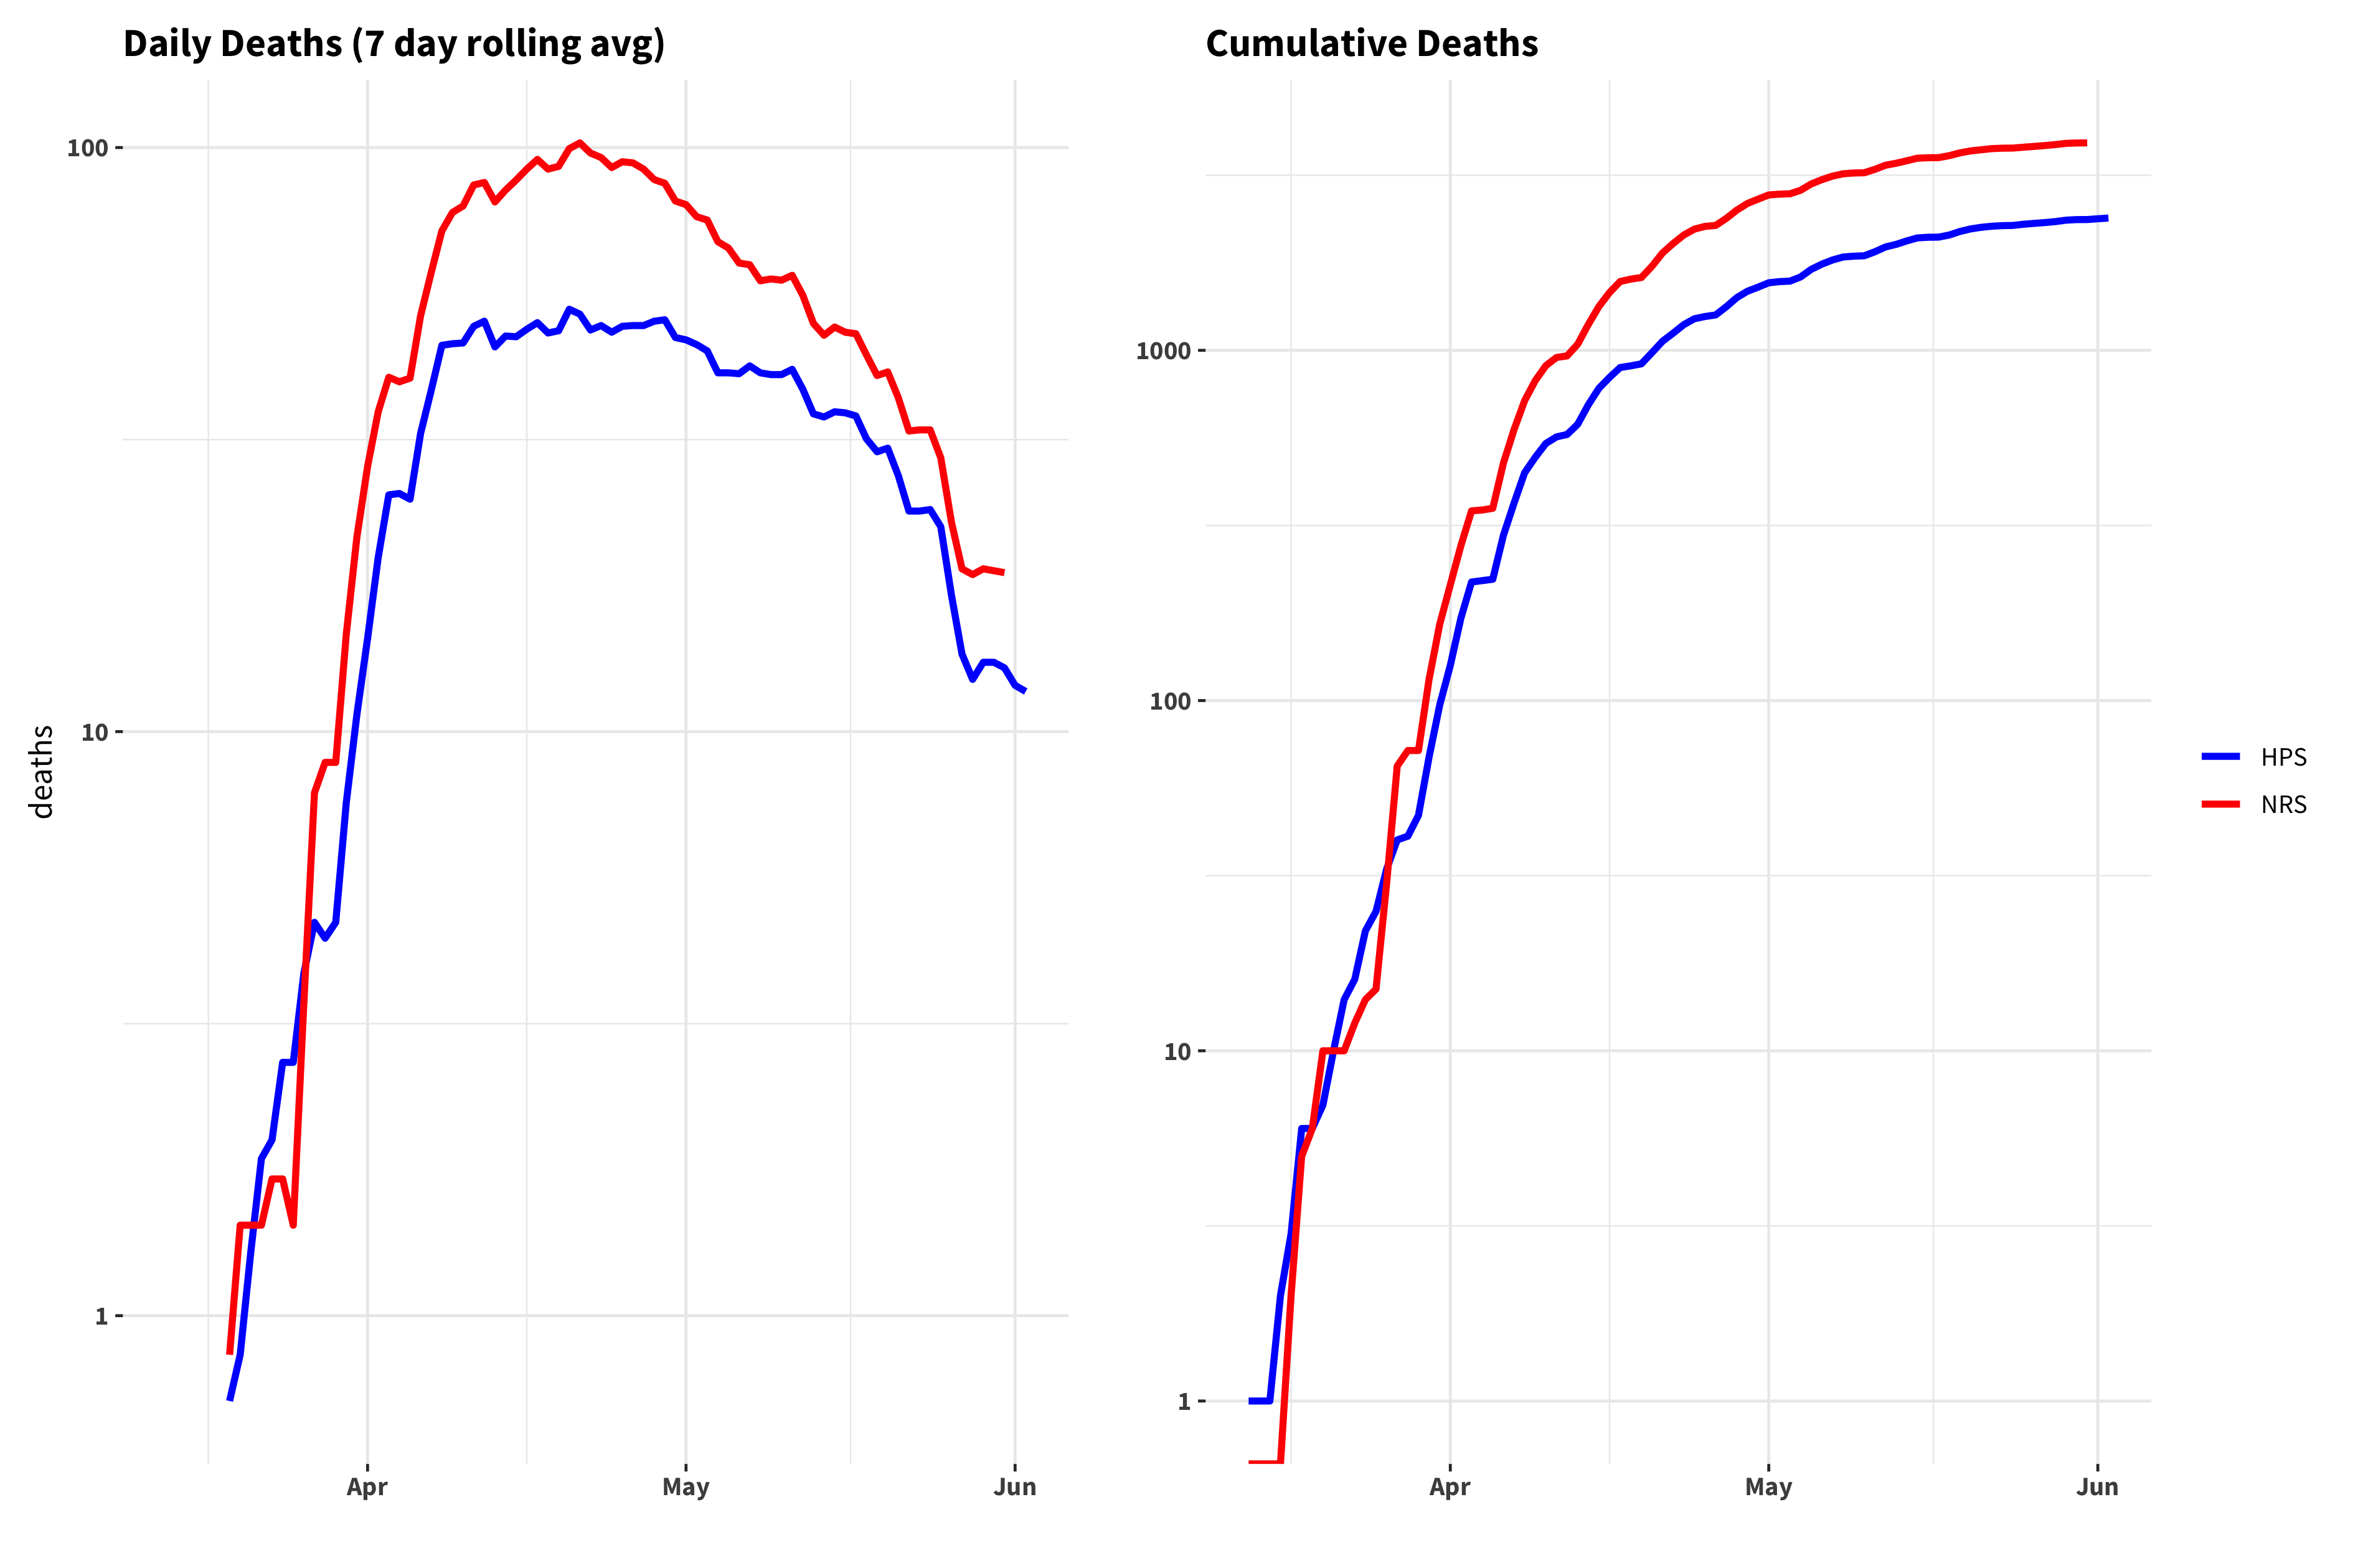 Daily Deaths (7 day rolling avg)
deaths
100
10
1
Apr
May
Jun
Cumulative Deaths
1000
100
10
1
Apr
May
Jun
HPS
NRS